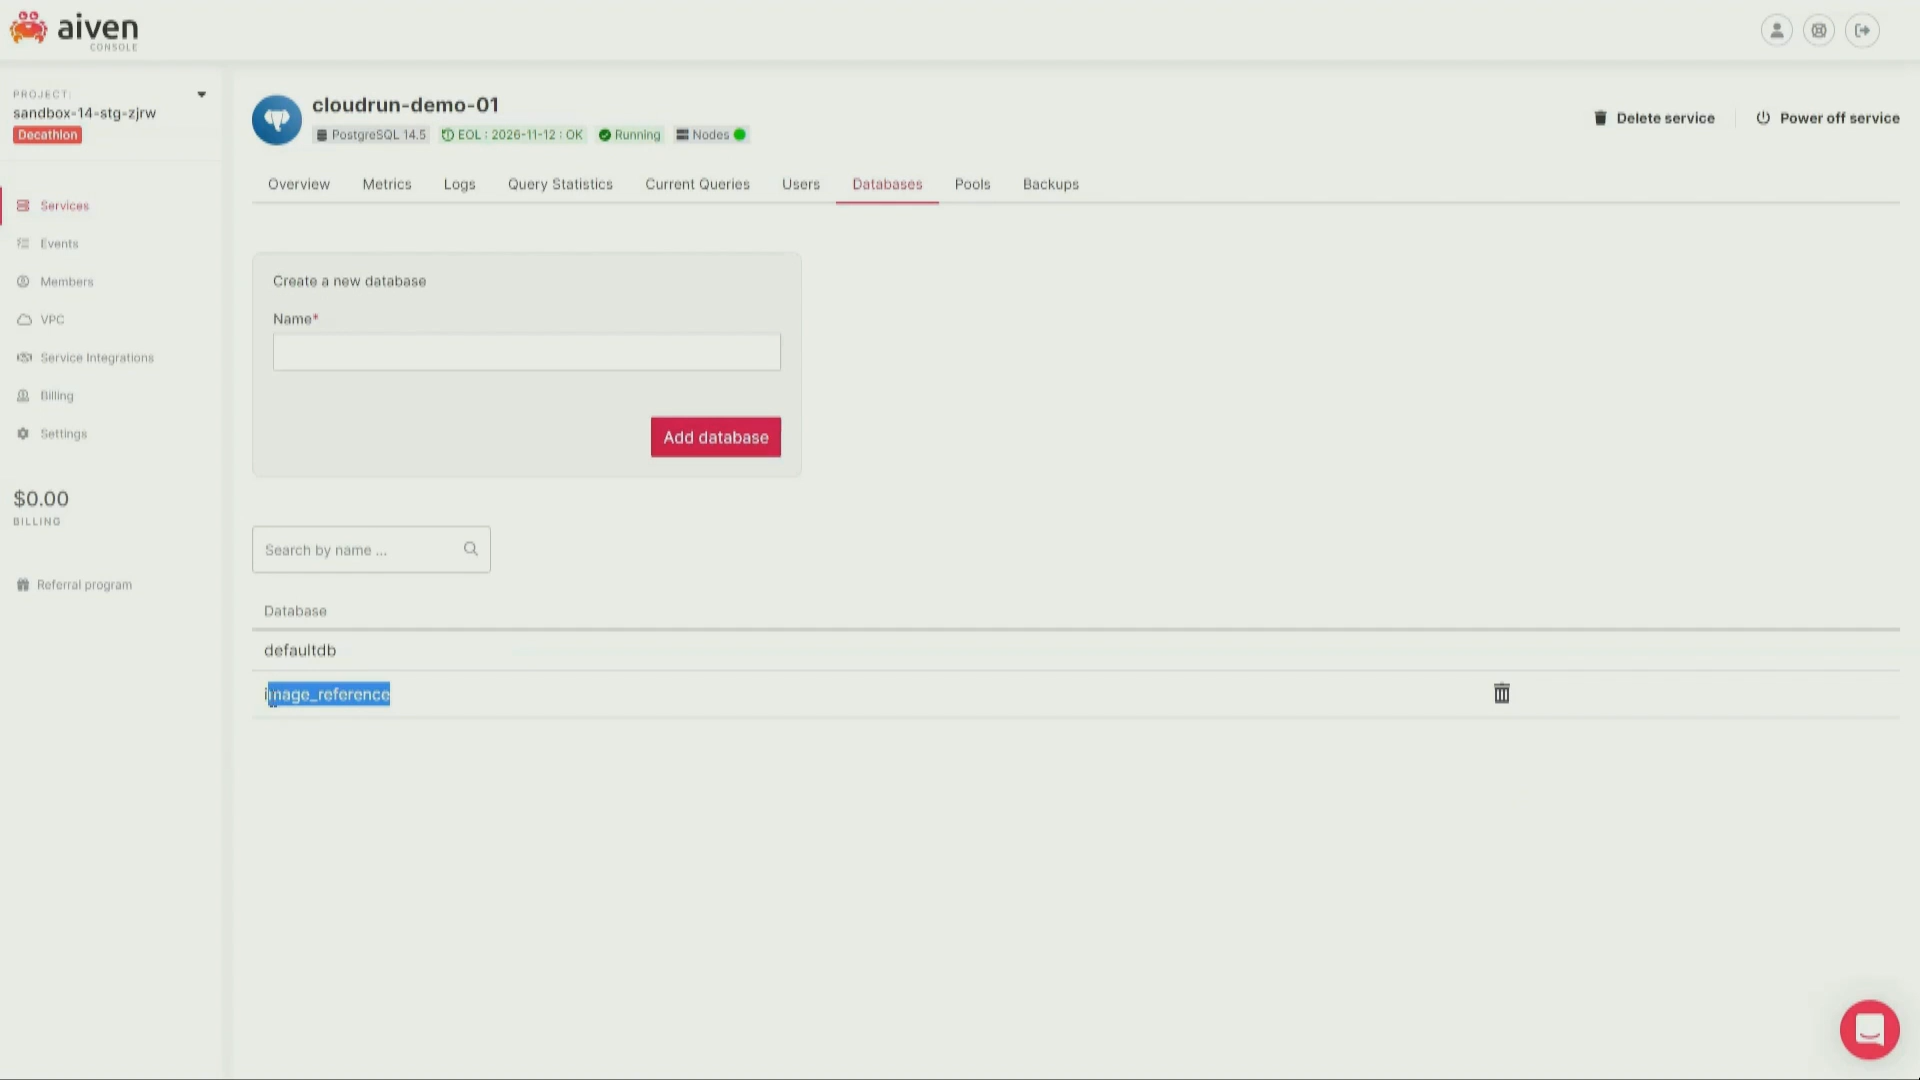 aiven
CONSOLE
PROJECT:
sandbox-14-stg-zjrw
Decathlon
Services
Events
Members
VPC
Service Integrations
Billing
Settings
$0.00
BILLING
Referral program
cloudrun-demo-01
PostgreSQL 14.5
EOL : 2026-11-12 : OK
Running
Nodes
Delete service
Power off service
Overview
Metrics
Logs
Query Statistics
Current Queries
Users
Databases
Pools
Backups
Create a new database
Name*
Add database
Search by name ...
Database
defaultdb
image_reference